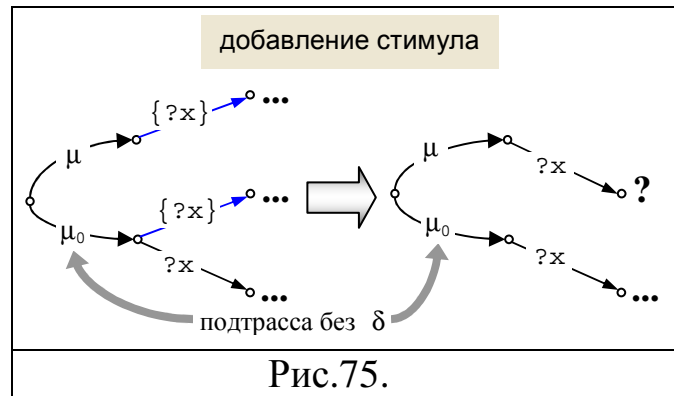 добавление стимула
{?x} ...
μ
?x
{?x} ...
μ₀
?x
...
μ
?x
?
μ₀
?x
...
подтрасса без δ
Рис.75.